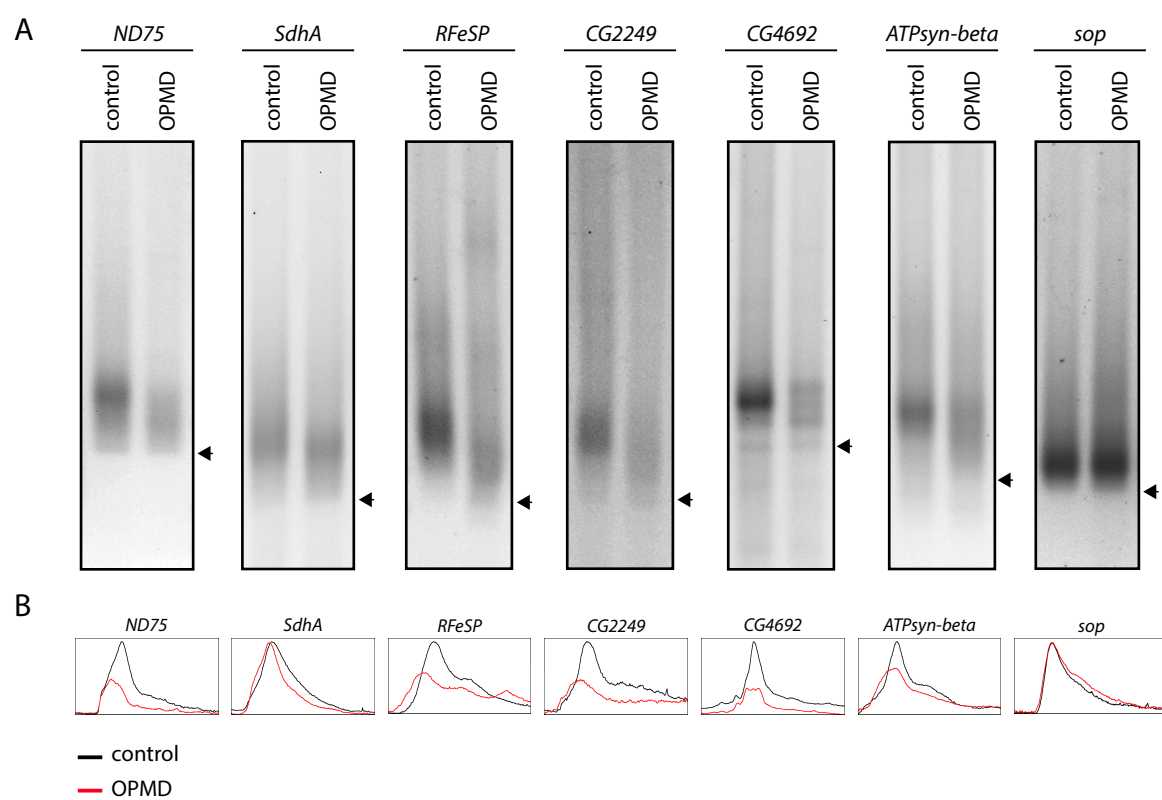 A
ND75 SdhA RFeSP CG2249 CG4692 ATPsyn-beta sop
control OPMD control OPMD control OPMD control OPMD control OPMD control OPMD control OPMD
B
ND75 SdhA RFeSP CG2249 CG4692 ATPsyn-beta sop
control
OPMD